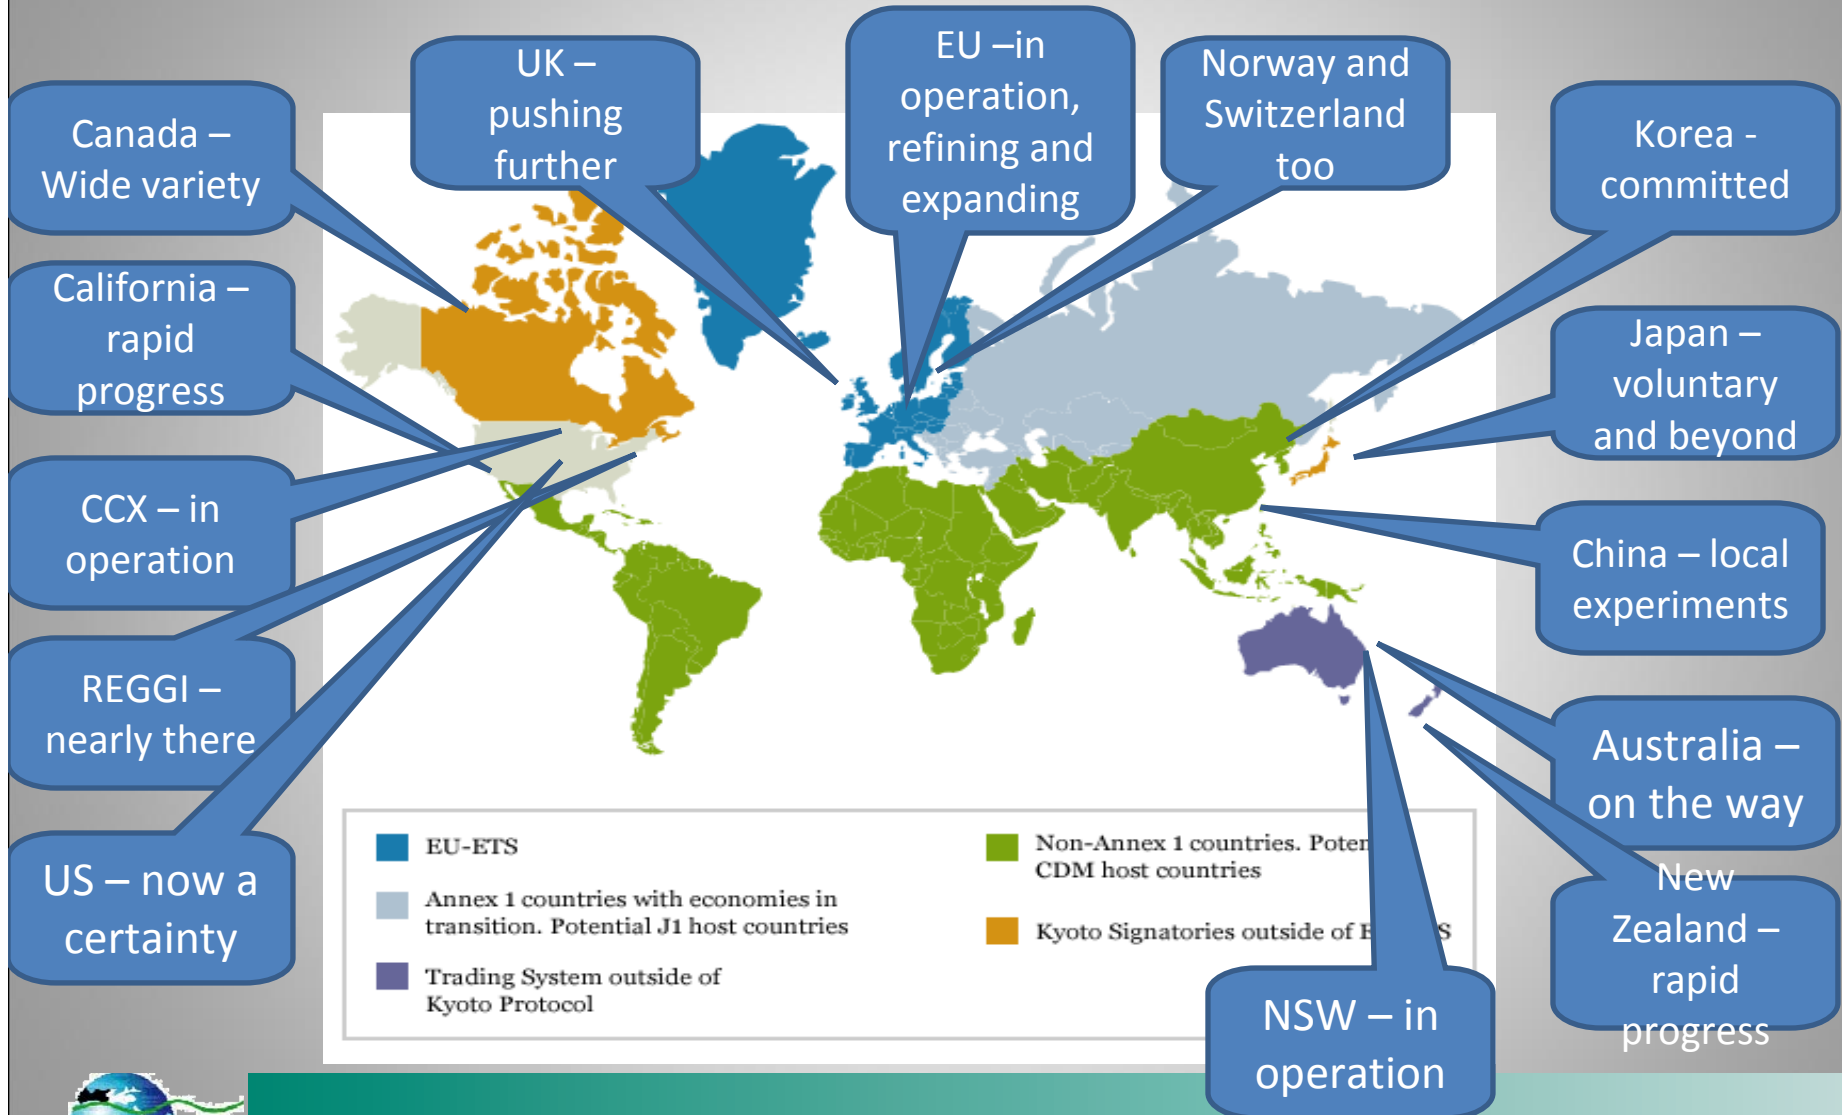 UK –
pushing
further
EU –in
operation,
refining and
expanding
Norway and
Switzerland
too
Canada –
Wide variety
Korea -
committed
California –
rapid
progress
Japan –
voluntary
and beyond
CCX – in
operation
China – local
experiments
REGGI –
nearly there
Australia –
on the way
US – now a
certainty
New
Zealand –
rapid
progress
NSW – in
operation
EU-ETS
Annex 1 countries with economies in
transition. Potential J1 host countries
Trading System outside of
Kyoto Protocol
Non-Annex 1 countries.
CDM host countries
Kyoto Signatories outside of